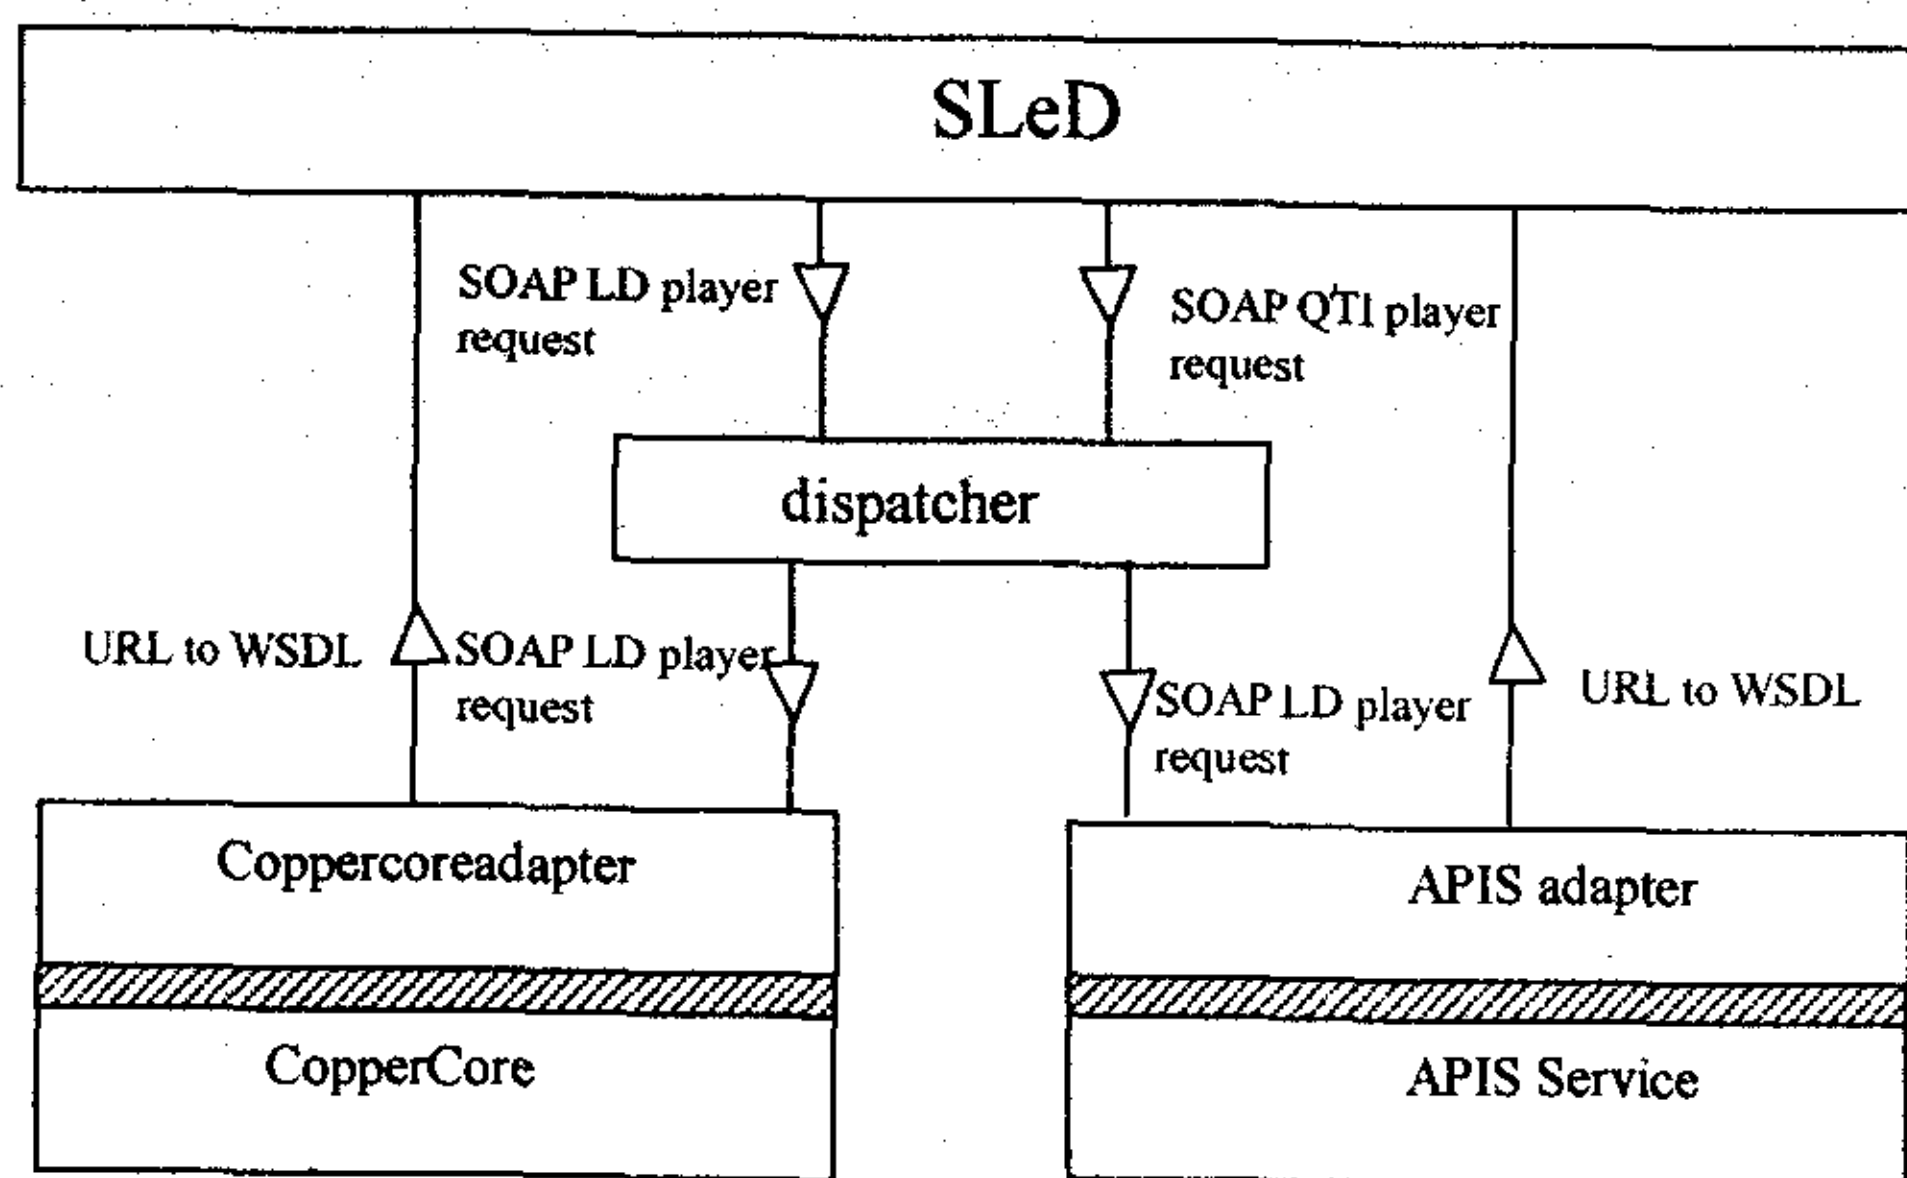 SLeD
SOAP LD player
request
SOAP QTI player
request
dispatcher
URL to WSDL
SOAP LD player
request
SOAP LD player
request
URL to WSDL
Coppercoreadapter
APIS adapter
CopperCore
APIS Service